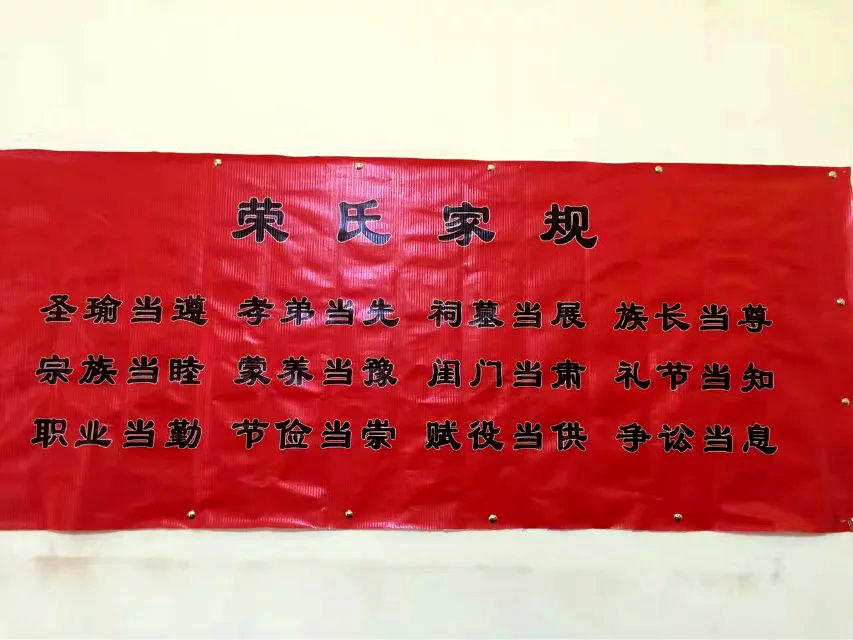 荣氏家规
圣瑜当遵 孝弟当先 祠墓当展 族长当尊
宗族当睦 蒙养当豫 闺门当肃 礼节当知
职业当勤 节俭当崇 赋役当供 争讼当息